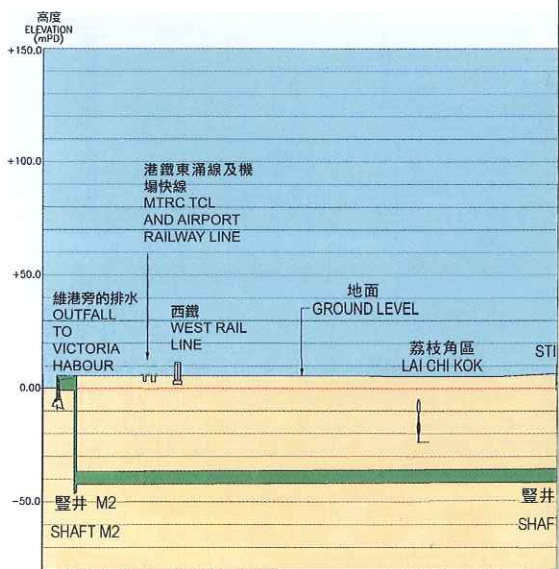 高度
ELEVATION
(mPD)
+150.0
+100.0
港鐵東涌線及機
場快線
MTRC TCL
AND AIRPORT
RAILWAY LINE
+50.0
維港旁的排水
OUTFALL
TO
VICTORIA
HABOUR
西鐵
WEST RAIL
LINE
地面
GROUND LEVEL
荔枝角區
LAI CHI KOK
STI
0.00
-50.0
豎井 M2
SHAFT M2
豎井
SHAF